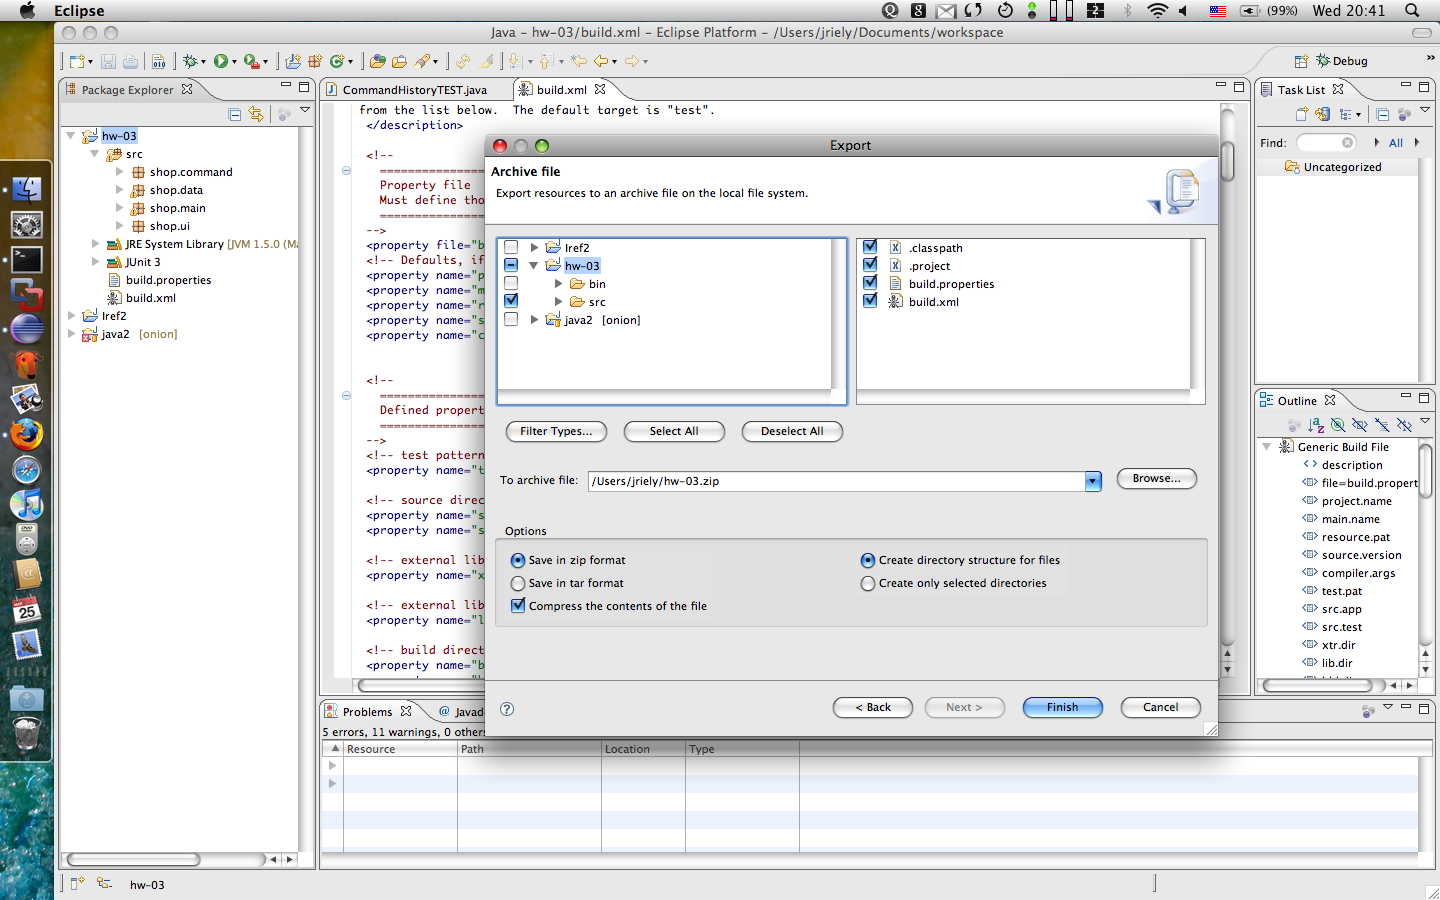 Eclipse
(99%)
Wed 20:41
Java – hw–03/build.xml – Eclipse Platform – /Users/jriely/Documents/workspace
Debug
Package Explorer
hw-03
src
shop.command
shop.data
shop.main
shop.ui
JRE System Library [JVM 1.5.0 (Ma
JUnit 3
build.properties
build.xml
lref2
java2 [onion]
CommandHistoryTEST.java
build.xml
from the list below.  The default target is "test".
</description>
<!--
Property file
Must define tho
-->
<property file="b
<!-- Defaults, if
<property name="p
<property name="m
<property name="r
<property name="s
<property name="c
<!--
Defined propert
-->
<!-- test pattern
<property name="t
<!-- source direc
<property name="s
<property name="s
<!-- external lib
<property name="x
<!-- external lib
<property name="l
<!-- build direct
<property name="b
Export
Archive file
Export resources to an archive file on the local file system.
lref2
hw-03
bin
src
java2 [onion]
.classpath
.project
build.properties
build.xml
Filter Types...
Select All
Deselect All
To archive file:
/Users/jriely/hw-03.zip
Browse...
Options
Save in zip format
Save in tar format
Compress the contents of the file
Create directory structure for files
Create only selected directories
< Back
Next >
Finish
Cancel
Task List
Find:
All
Uncategorized
Outline
Generic Build File
description
file=build.propert
project.name
main.name
resource.pat
source.version
compiler.args
test.pat
src.app
src.test
xtr.dir
lib.dir
Problems
@ Javad
5 errors, 11 warnings, 0 others
Resource
Path
Location
Type
hw-03